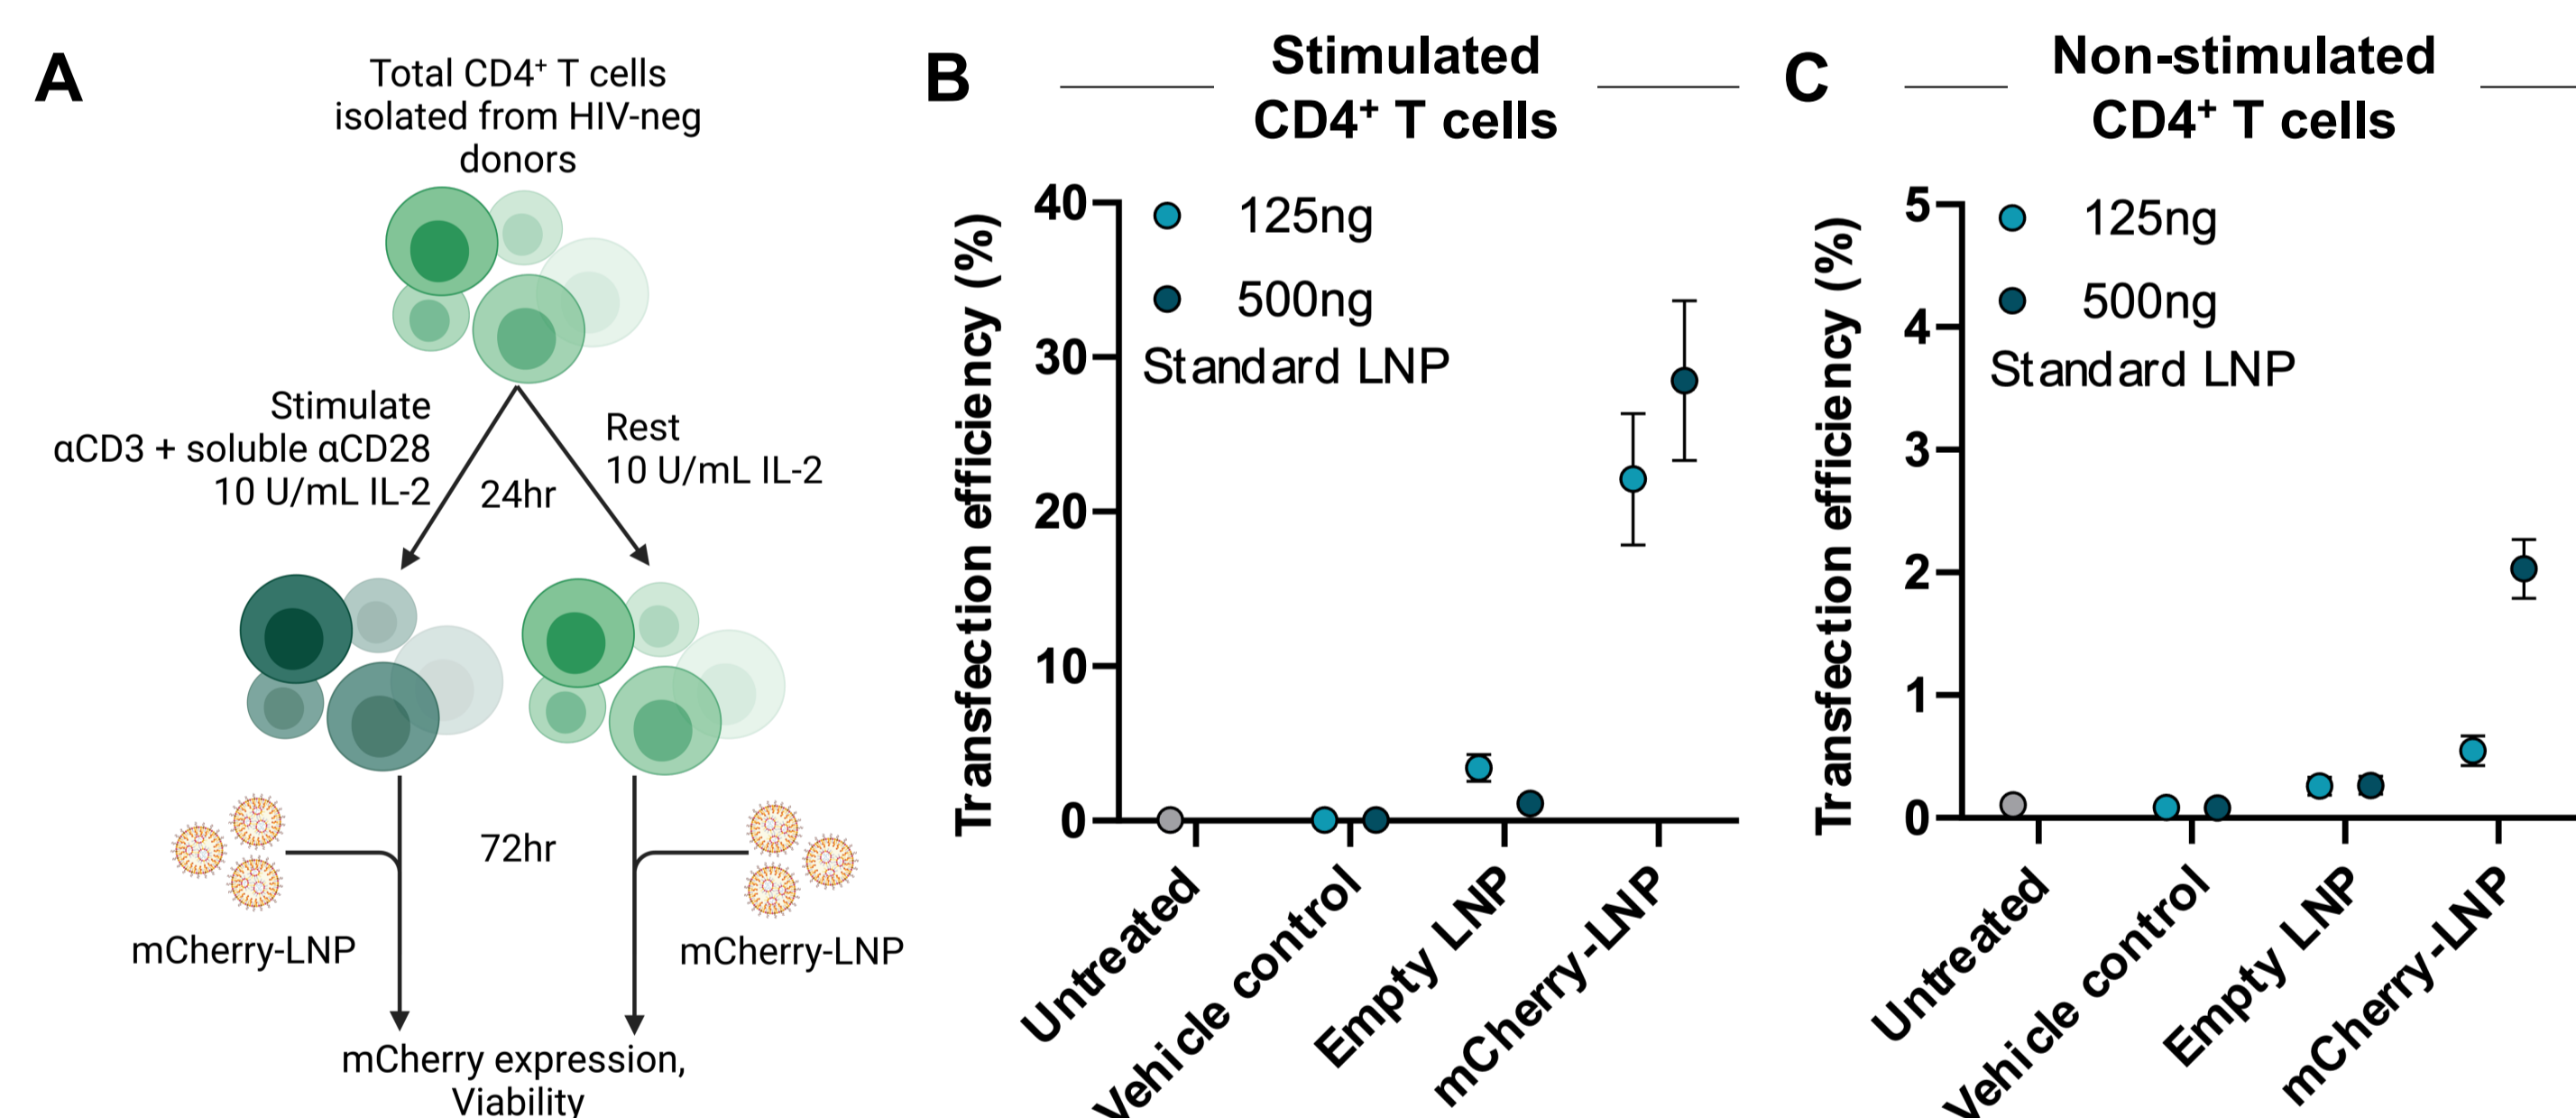 A
Total CD4⁺ T cells
isolated from HIV-neg
donors
Stimulate
αCD3 + soluble αCD28
10 U/mL IL-2
24hr
Rest
10 U/mL IL-2
72hr
mCherry-LNP
mCherry-LNP
mCherry expression,
Viability
B
Stimulated
CD4⁺ T cells
Transfection efficiency (%)
40
30
20
10
0
125ng
500ng
Standard LNP
Untreated
Vehicle control
Empty LNP
mCherry-LNP
C
Non-stimulated
CD4⁺ T cells
Transfection efficiency (%)
5
4
3
2
1
0
125ng
500ng
Standard LNP
Untreated
Vehicle control
Empty LNP
mCherry-LNP